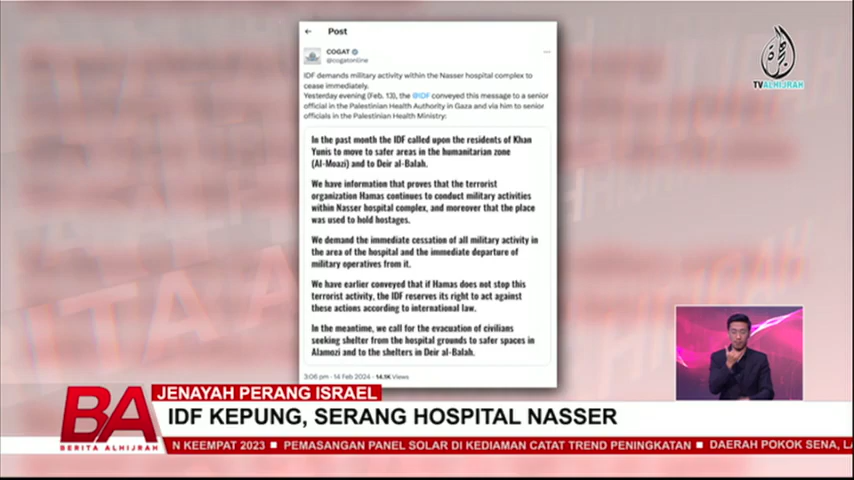 Post
COGAT
@cogatonline
IDF demands military activity within the Nasser hospital complex to
cease immediately.
Yesterday evening (Feb. 13), the @IDF conveyed this message to a senior
official in the Palestinian Health Authority in Gaza and via him to senior
officials in the Palestinian Health Ministry:
In the past month the IDF called upon the residents of Khan
Yunis to move to safer areas in the humanitarian zone
(Al-Moazi) and to Deir al-Balah.
We have information that proves that the terrorist
organization Hamas continues to conduct military activities
within Nasser hospital complex, and moreover that the place
was used to hold hostages.
We demand the immediate cessation of all military activity in
the area of the hospital and the immediate departure of
military operatives from it.
We have earlier conveyed that if Hamas does not stop this
terrorist activity, the IDF reserves its right to act against
these actions according to international law.
In the meantime, we call for the evacuation of civilians
seeking shelter from the hospital grounds to safer spaces in
Alamozi and to the shelters in Deir al-Balah.
3:06 pm · 14 Feb 2024 · 14.1K Views
TVALHIJRAH
JENAYAH PERANG ISRAEL
IDF KEPUNG, SERANG HOSPITAL NASSER
BA
BERITA ALHIJRAH
N KEEMPAT 2023 ■ PEMASANGAN PANEL SOLAR DI KEDIAMAN CATAT TREND PENINGKATAN ■ DAERAH POKOK SENA, LA